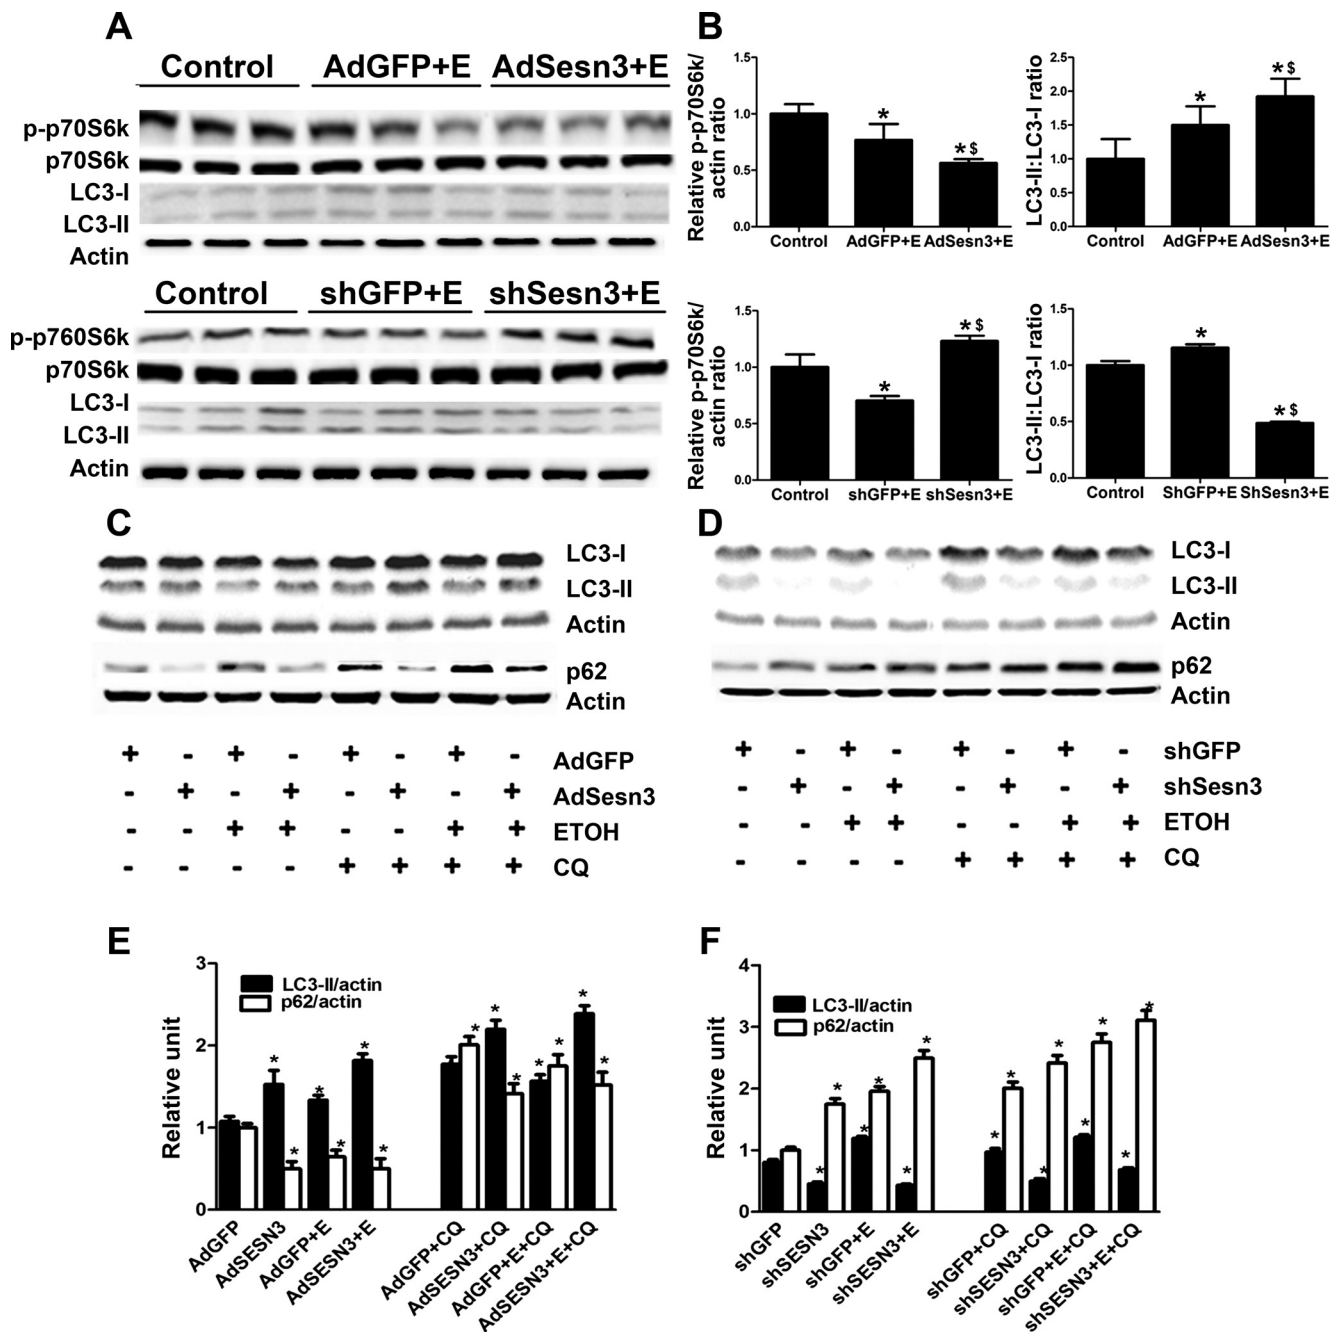 A
Control AdGFP+E AdSesn3+E
p-p70S6k
p70S6k
LC3-I
LC3-II
Actin
Control shGFP+E shSesn3+E
p-p760S6k
p70S6k
LC3-I
LC3-II
Actin
B
Relative p-p70S6k/
actin ratio
1.5
1.0
0.5
0.0
* * $
Control AdGFP+E AdSesn3+E
LC3-II:LC3-I ratio
2.5
2.0
1.5
1.0
0.5
0.0
* * $
Control AdGFP+E AdSesn3+E
Relative p-p70S6k/
actin ratio
1.5
1.0
0.5
0.0
* * $
Control shGFP+E shSesn3+E
LC3-II:LC3-I ratio
1.5
1.0
0.5
0.0
* * $
Control ShGFP+E ShSesn3+E
C
LC3-I
LC3-II
Actin
p62
Actin
+ - + - + - + - AdGFP
- + - + - + - + AdSesn3
- - + + - - + + ETOH
- - - - + + + + CQ
D
LC3-I
LC3-II
Actin
p62
Actin
+ - + - + - + - shGFP
- + - + - + - + shSesn3
- - + + - - + + ETOH
- - - - + + + + CQ
E
Relative unit
3
2
1
0
LC3-II/actin
p62/actin
* * * * * * * * * * * * *
AdGFP
AdSESN3
AdGFP+E
AdSESN3+E
AdGFP+CQ
AdSESN3+CQ
AdGFP+E+CQ
AdSESN3+E+CQ
F
Relative unit
4
3
2
1
0
LC3-II/actin
p62/actin
* * * * * * * * * * * * * *
shGFP
shSESN3
shGFP+E
shSESN3+E
shGFP+CQ
shSESN3+CQ
shGFP+E+CQ
shSESN3+E+CQ